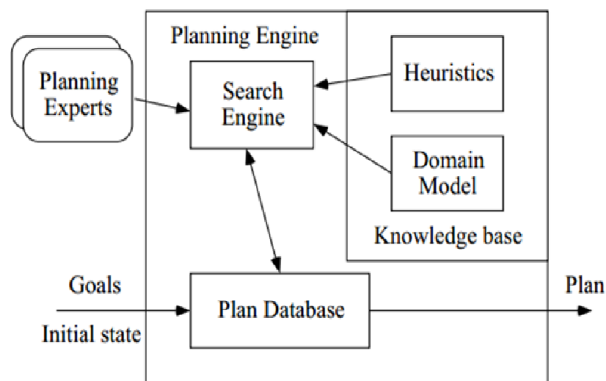 Planning Engine
Planning
Experts
Search
Engine
Heuristics
Domain
Model
Knowledge base
Goals
Initial state
Plan Database
Plan